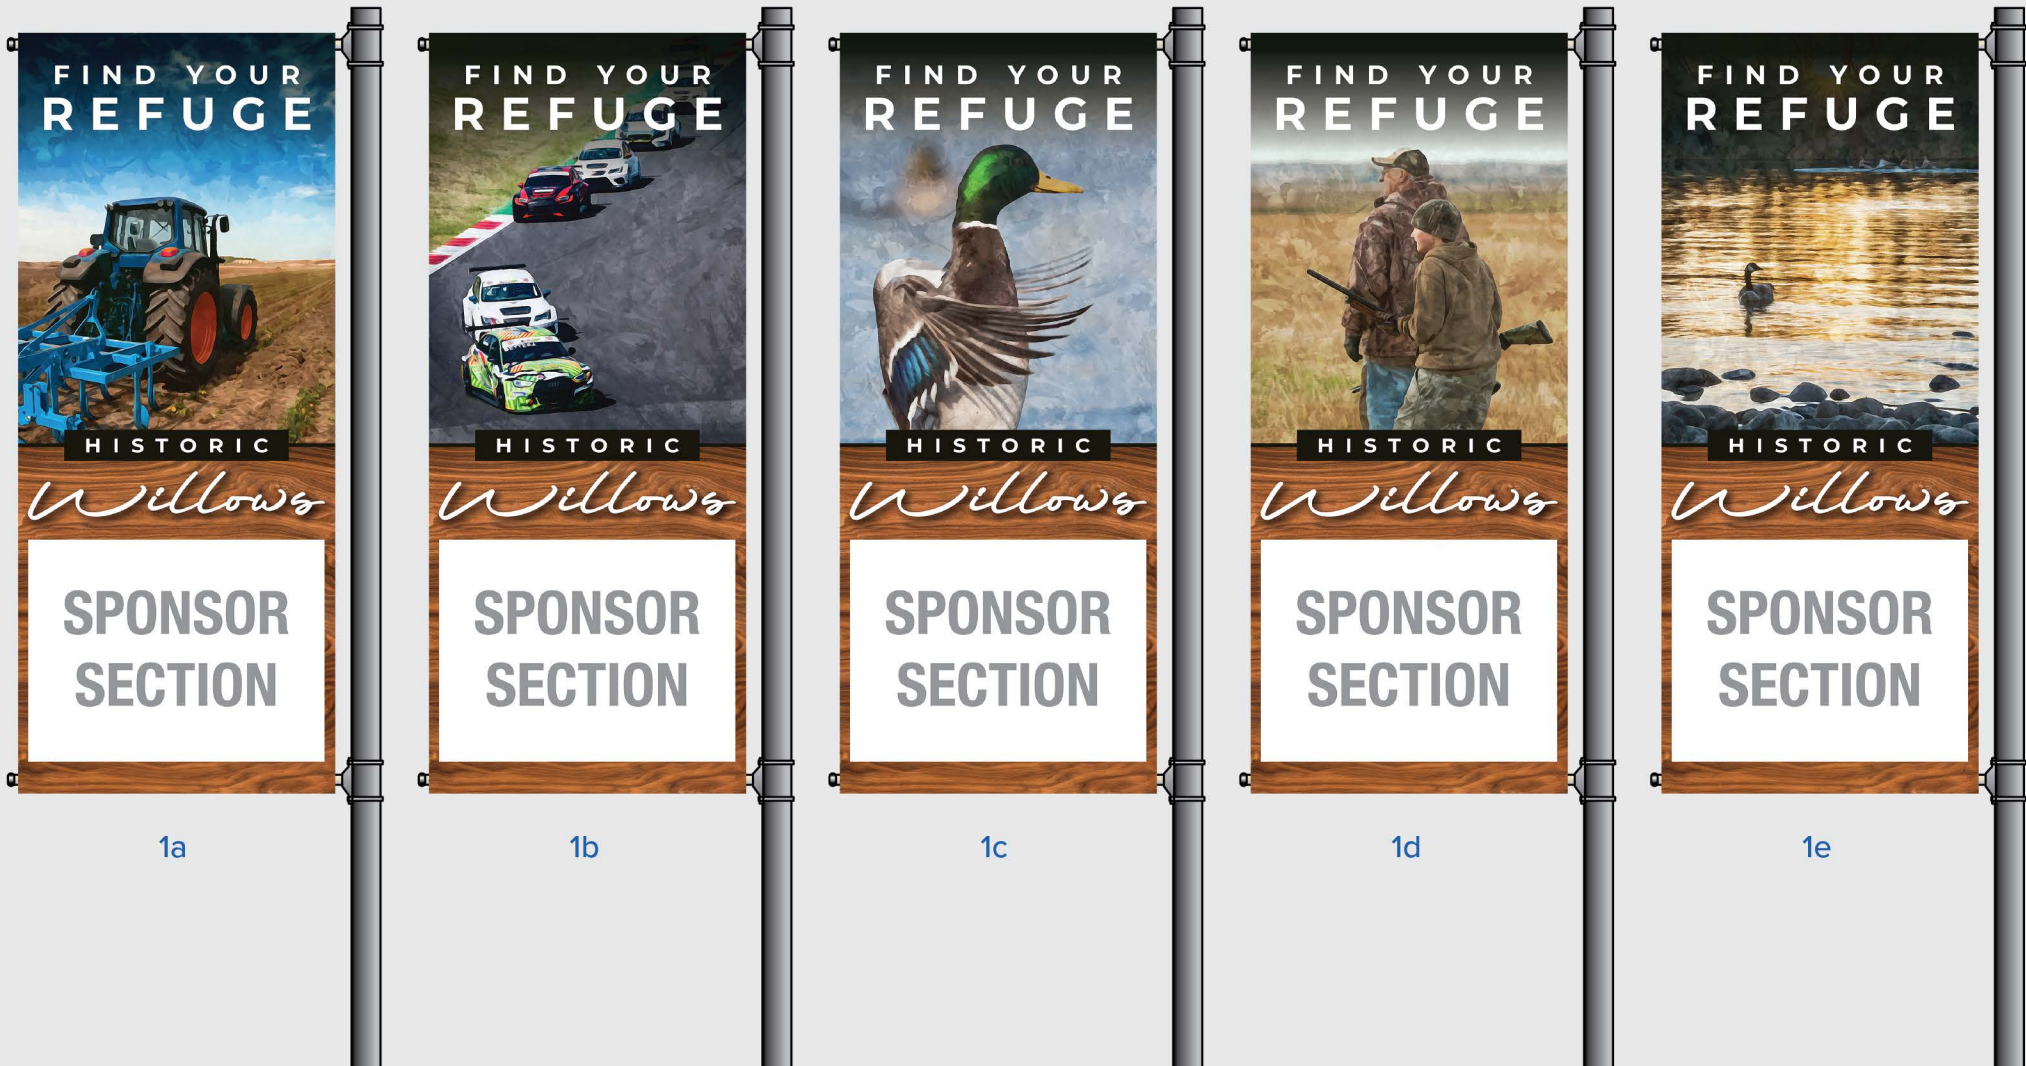 FIND YOUR
REFUGE
HISTORIC
Willows
SPONSOR
SECTION
1a
FIND YOUR
REFUGE
HISTORIC
Willows
SPONSOR
SECTION
1b
FIND YOUR
REFUGE
HISTORIC
Willows
SPONSOR
SECTION
1c
FIND YOUR
REFUGE
HISTORIC
Willows
SPONSOR
SECTION
1d
FIND YOUR
REFUGE
HISTORIC
Willows
SPONSOR
SECTION
1e